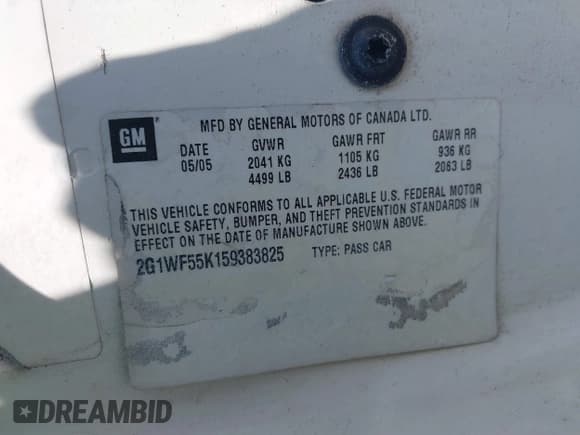 GM
MFD BY GENERAL MOTORS OF CANADA LTD.
DATE GVWR GAWR FRT GAWR RR
05/05 2041 KG 1105 KG 936 KG
4499 LB 2436 LB 2063 LB
THIS VEHICLE CONFORMS TO ALL APPLICABLE U.S. FEDERAL MOTOR
VEHICLE SAFETY, BUMPER, AND THEFT PREVENTION STANDARDS IN
EFFECT ON THE DATE OF MANUFACTURE SHOWN ABOVE.
2G1WF55K159383825 TYPE: PASS CAR
DREAMBID